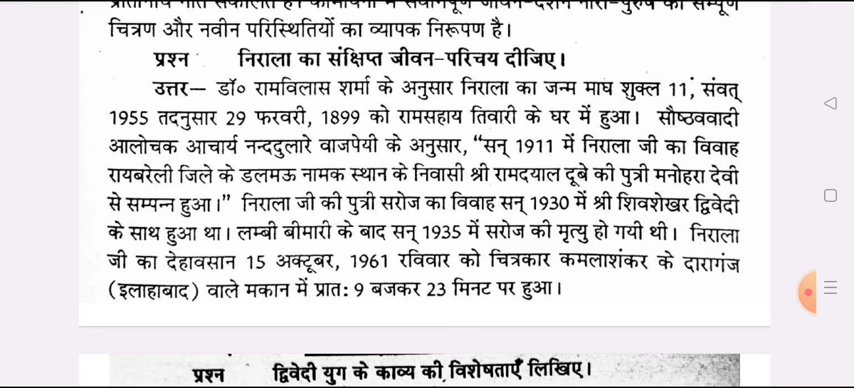 चित्रण और नवीन परिस्थितियों का व्यापक निरूपण है।
प्रश्न निराला का संक्षिप्त जीवन-परिचय दीजिए।
उत्तर— डॉ० रामविलास शर्मा के अनुसार निराला का जन्म माघ शुक्ल 11, संवत्
1955 तदनुसार 29 फरवरी, 1899 को रामसहाय तिवारी के घर में हुआ। सौष्ठववादी
आलोचक आचार्य नन्ददुलारे वाजपेयी के अनुसार, “सन् 1911 में निराला जी का विवाह
रायबरेली जिले के डलमऊ नामक स्थान के निवासी श्री रामदयाल दूबे की पुत्री मनोहरा देवी
से सम्पन्न हुआ।” निराला जी की पुत्री सरोज का विवाह सन् 1930 में श्री शिवशेखर द्विवेदी
के साथ हुआ था। लम्बी बीमारी के बाद सन् 1935 में सरोज की मृत्यु हो गयी थी। निराला
जी का देहावसान 15 अक्टूबर, 1961 रविवार को चित्रकार कमलाशंकर के दारागंज
(इलाहाबाद) वाले मकान में प्रात: 9 बजकर 23 मिनट पर हुआ।
प्रश्न द्विवेदी युग के काव्य की विशेषताएँ लिखिए।